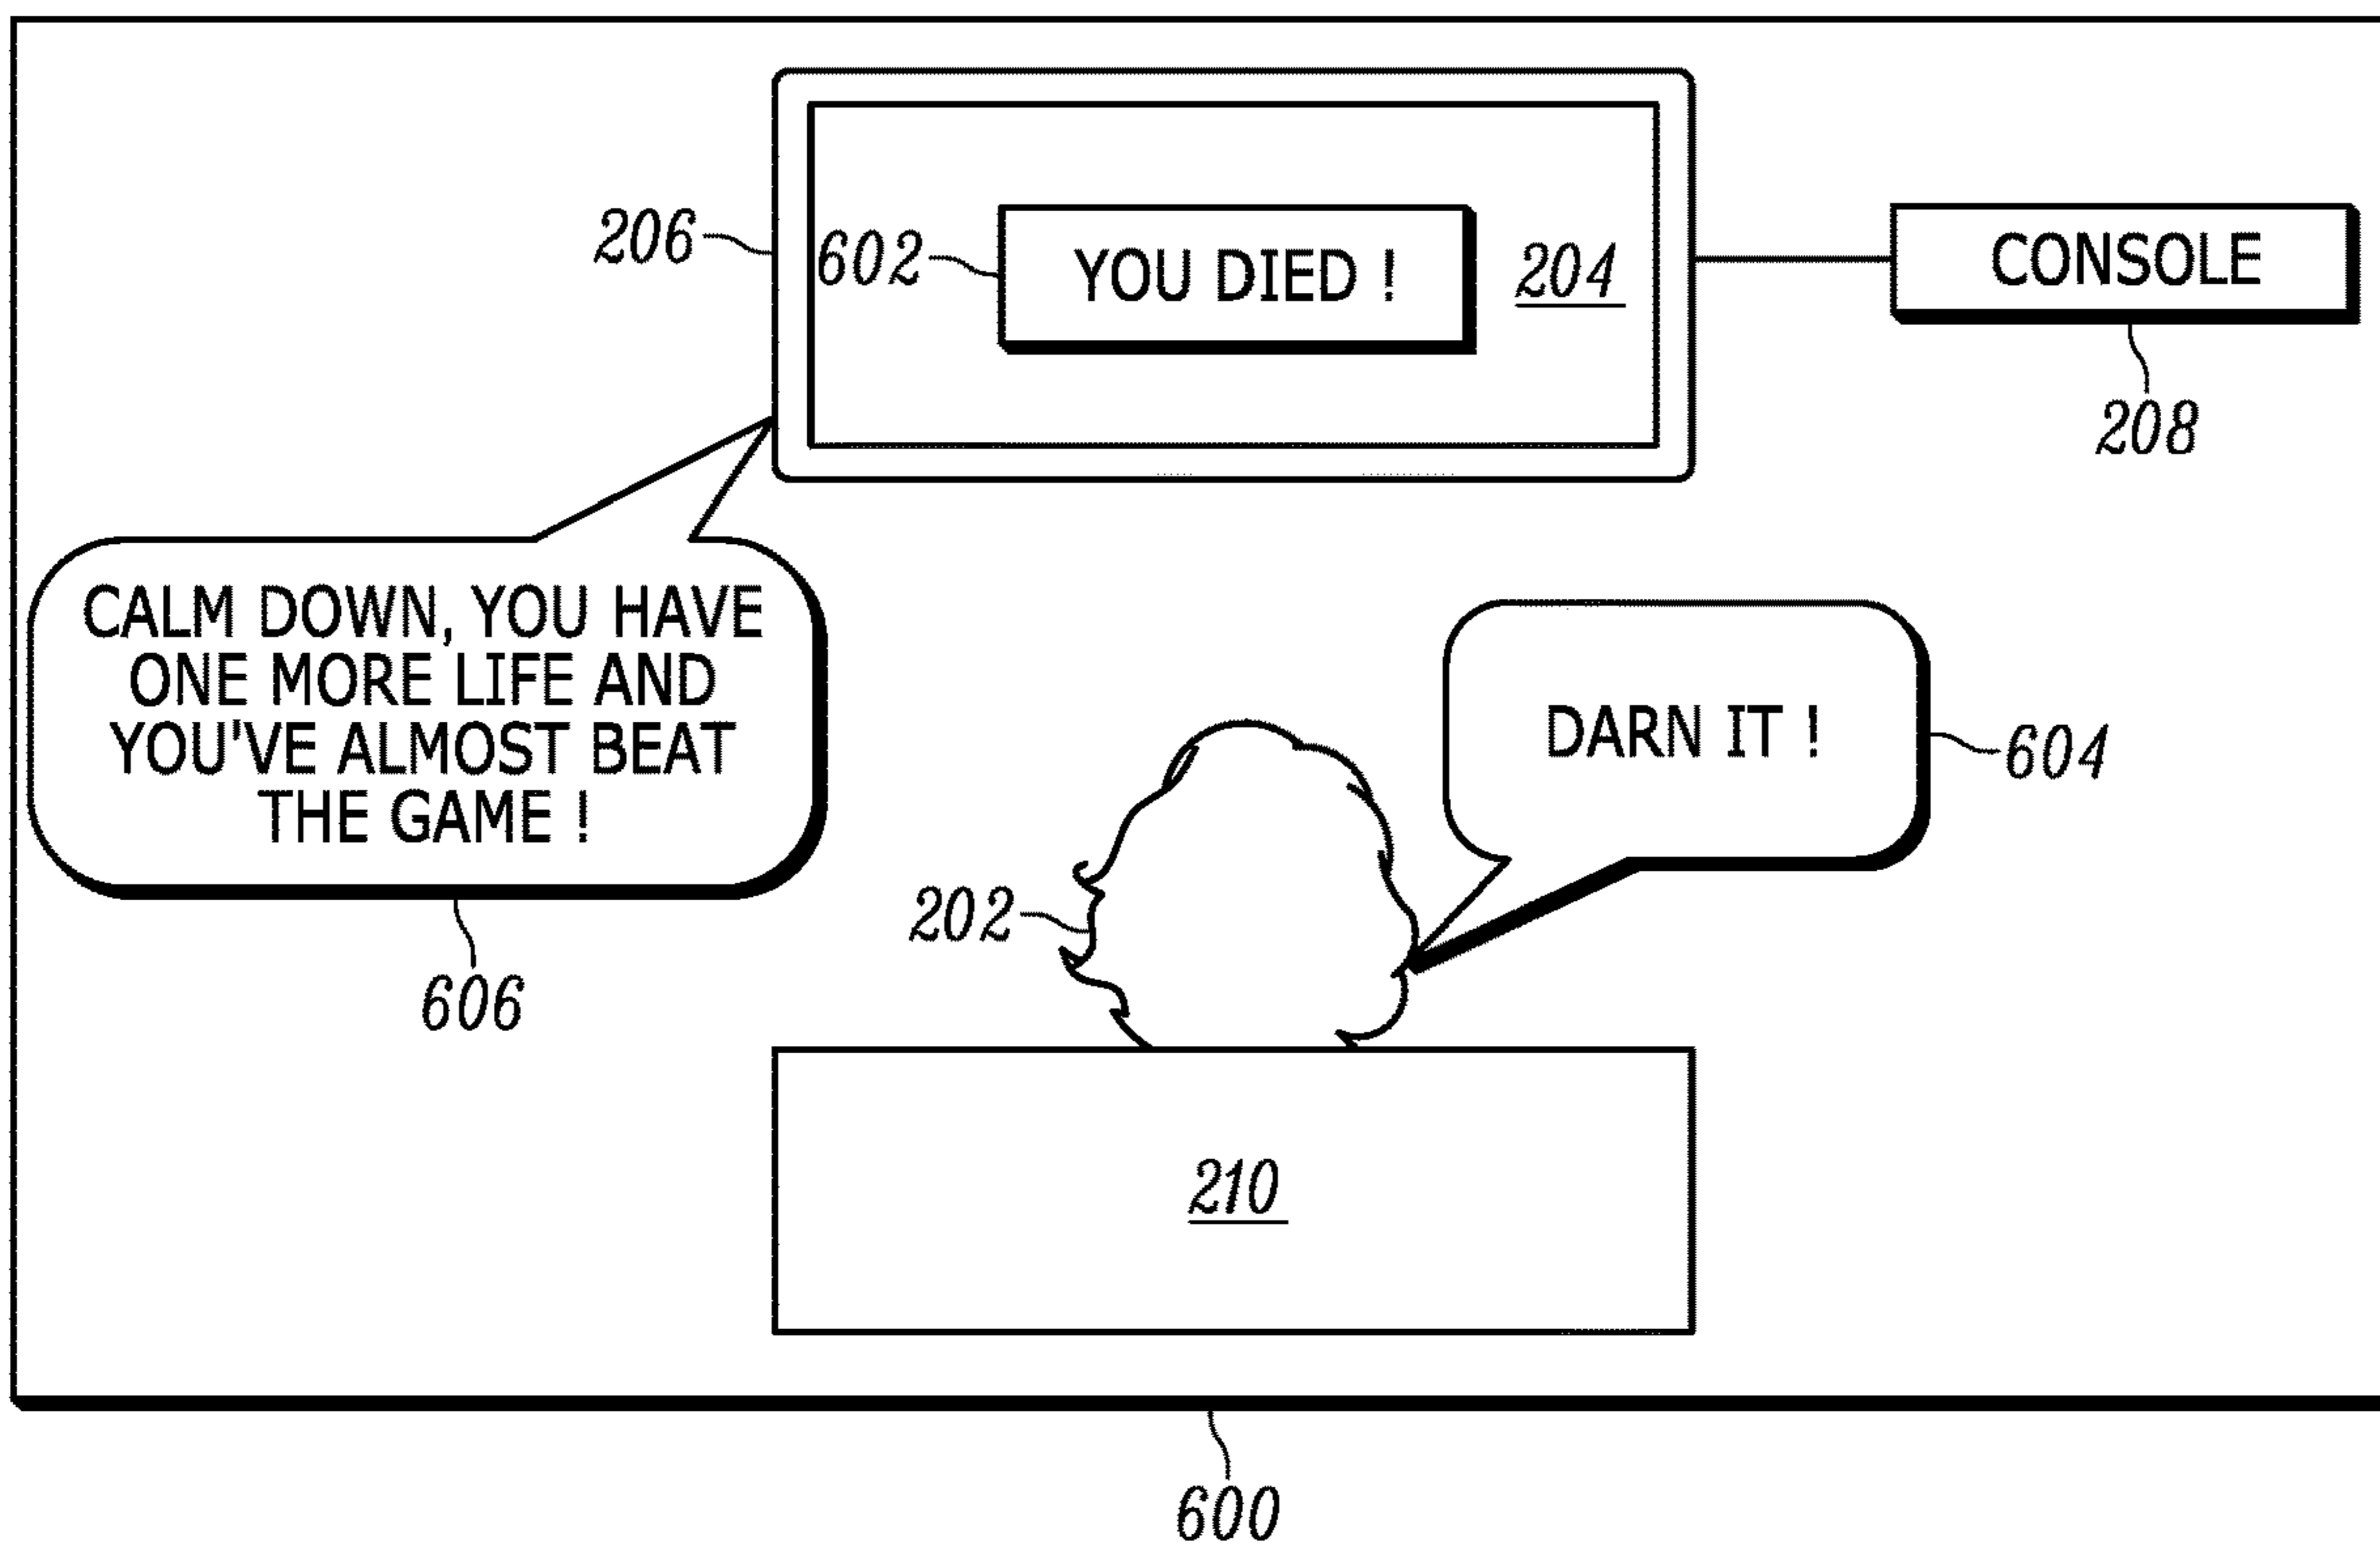 206
602
YOU DIED !
204
CONSOLE
208
CALM DOWN, YOU HAVE
ONE MORE LIFE AND
YOU'VE ALMOST BEAT
THE GAME !
606
DARN IT !
604
202
210
600